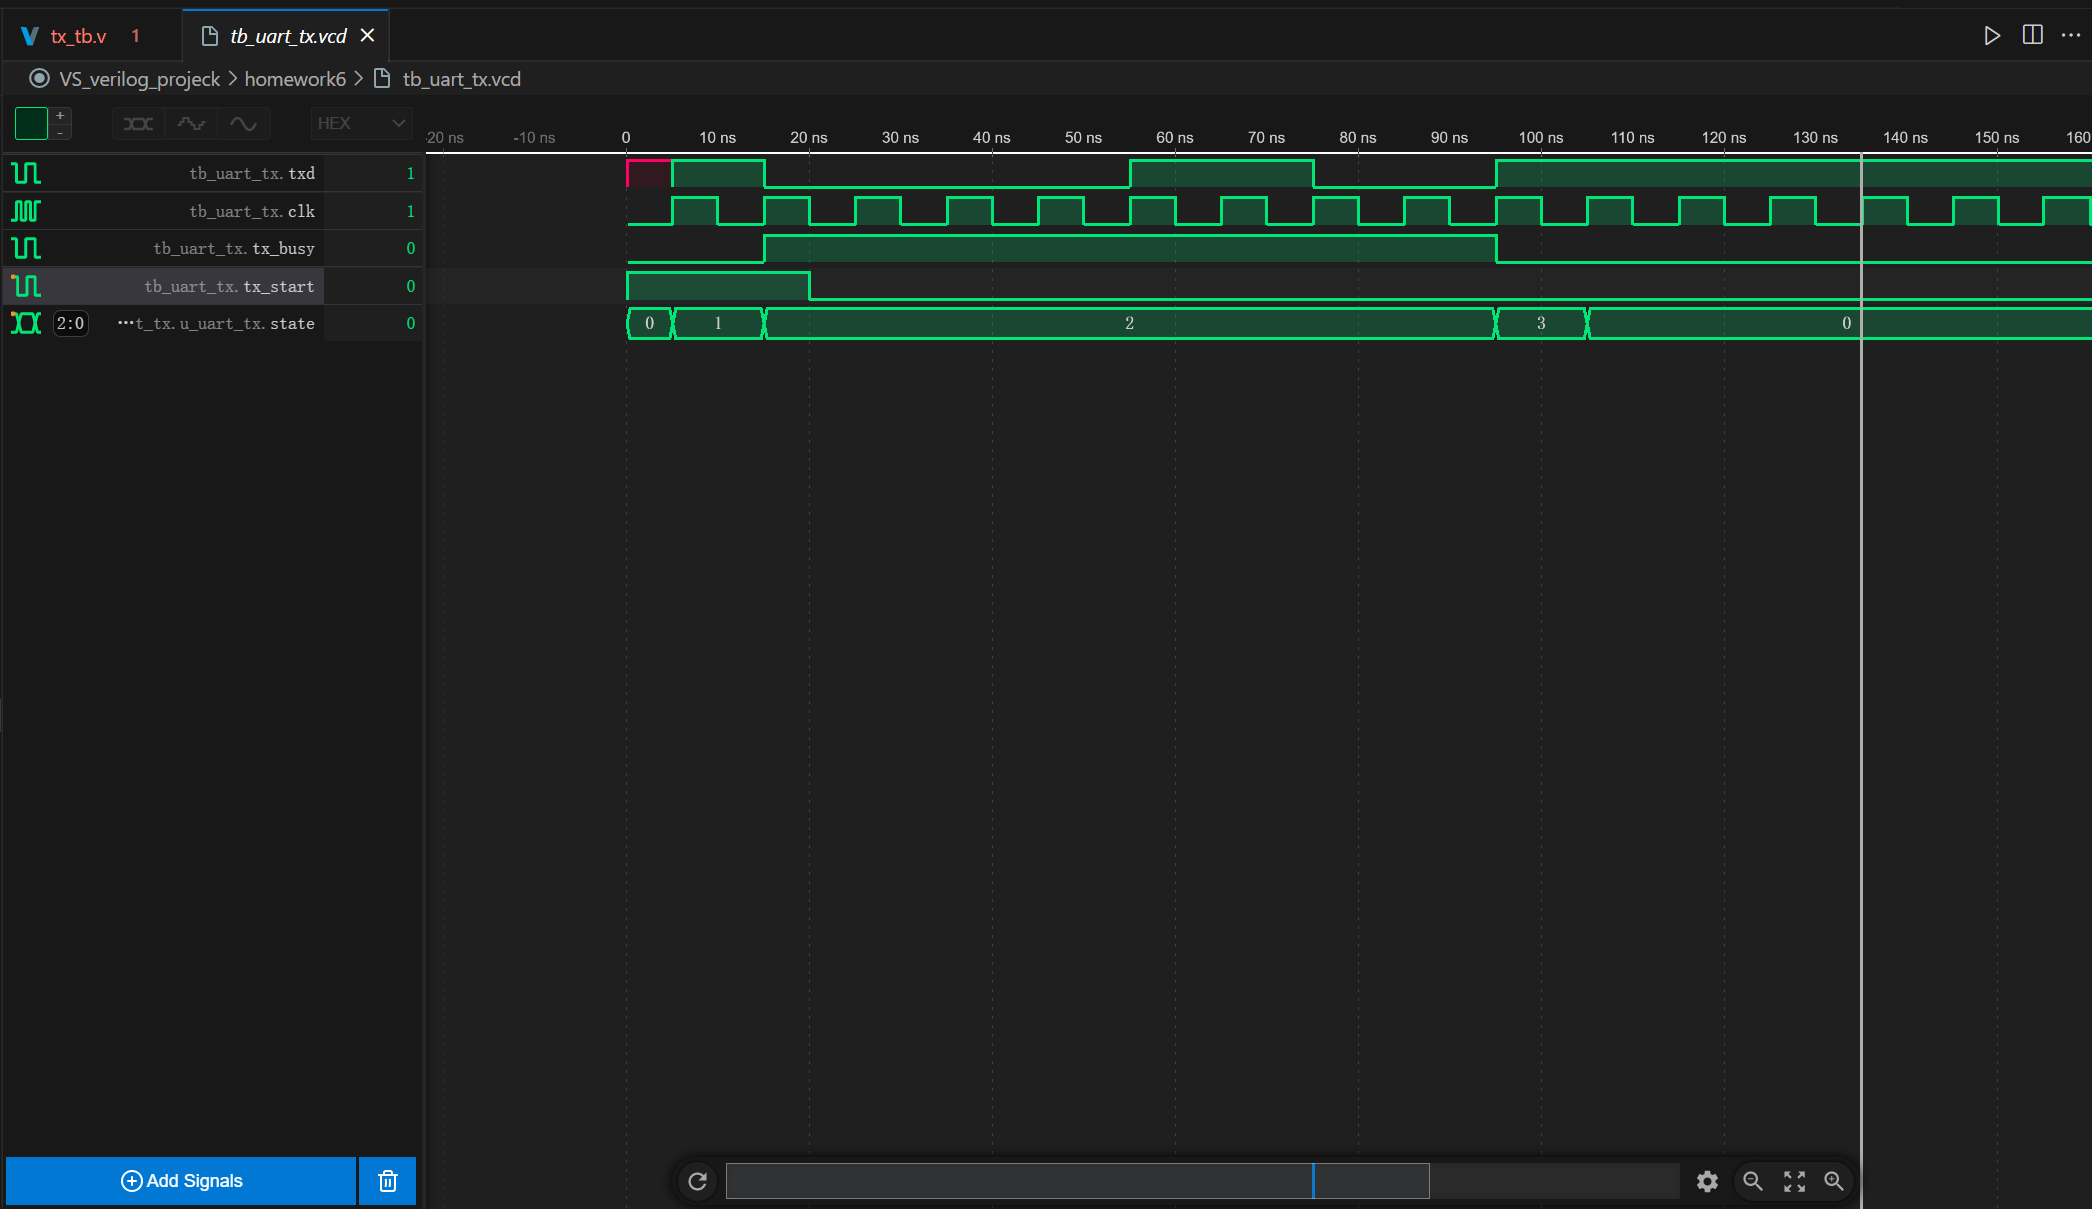 tx_tb.v 1 tb_uart_tx.vcd
VS_verilog_projeck > homework6 > tb_uart_tx.vcd
+
-
HEX
-20 ns -10 ns 0 10 ns 20 ns 30 ns 40 ns 50 ns 60 ns 70 ns 80 ns 90 ns 100 ns 110 ns 120 ns 130 ns 140 ns 150 ns 160
tb_uart_tx. txd 1
tb_uart_tx. clk 1
tb_uart_tx. tx_busy 0
tb_uart_tx. tx_start 0
2:0 ···t_tx. u_uart_tx. state 0 0 1 2 3 0
Add Signals